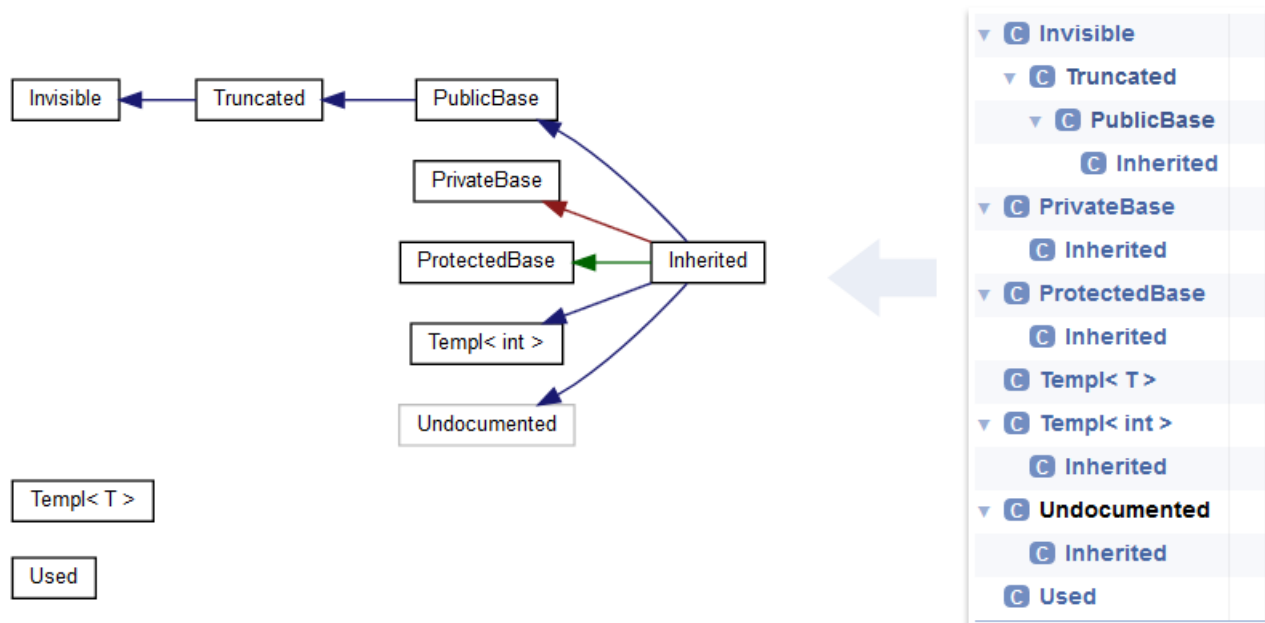 Invisible
Truncated
PublicBase
PrivateBase
ProtectedBase
Inherited
Templ< int >
Undocumented
Templ< T >
Used
C Invisible
C Truncated
C PublicBase
C Inherited
C PrivateBase
C Inherited
C ProtectedBase
C Inherited
C Templ< T >
C Templ< int >
C Inherited
C Undocumented
C Inherited
C Used